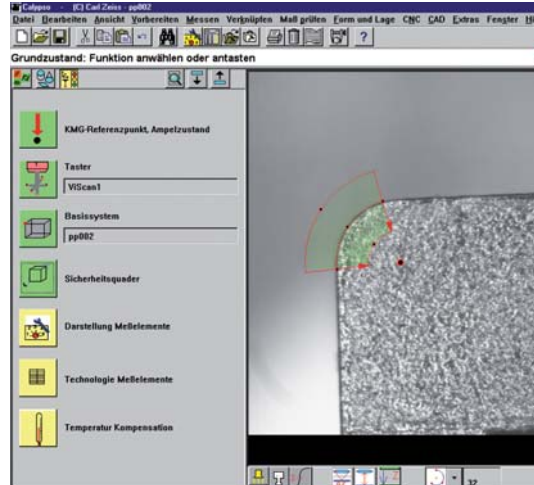 Calypso - (C) Carl Zeiss - pp002
Datei Bearbeiten Ansicht Vorbereiten Messen Verknüpfen Maß prüfen Form und Lage CNC CAD Extras Fenster
Grundzustand: Funktion anwählen oder antasten
KMG-Referenzpunkt, Ampelzustand
Taster
ViScan1
Basissystem
pp002
Sicherheitsquader
Darstellung Meßelemente
Technologie Meßelemente
Temperatur Kompensation
32